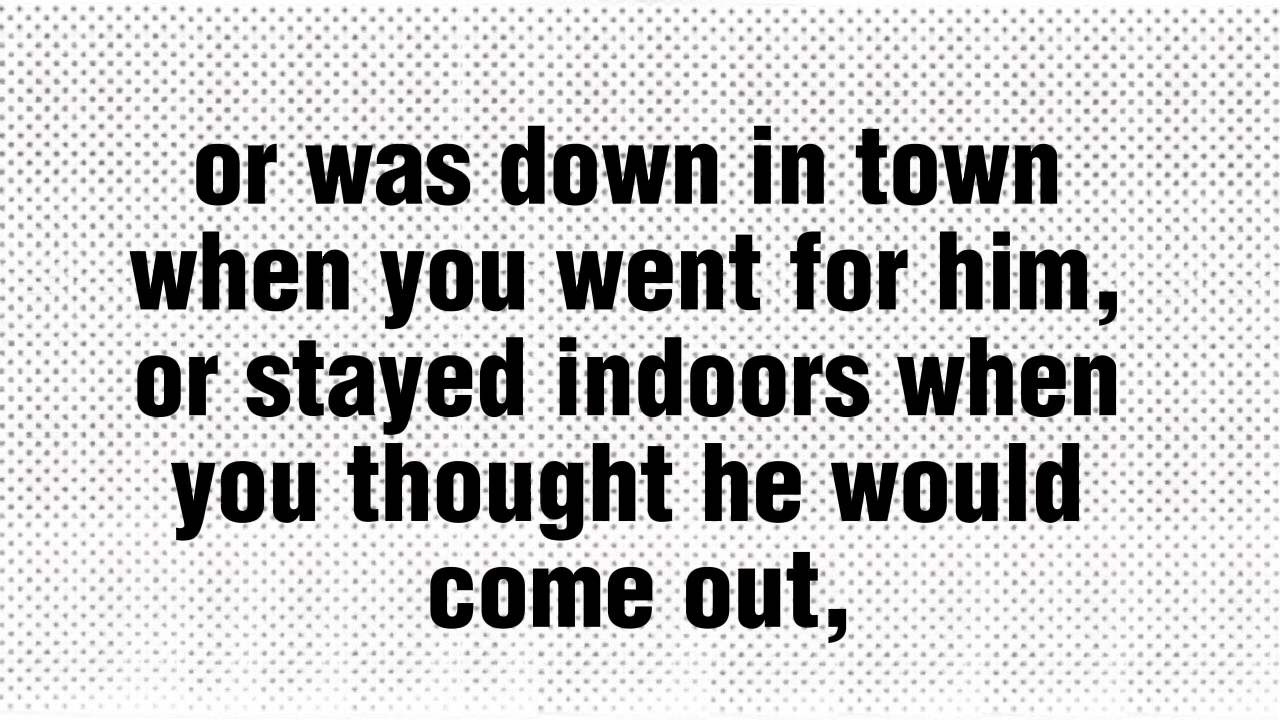 or was down in town
when you went for him,
or stayed indoors when
you thought he would
come out,